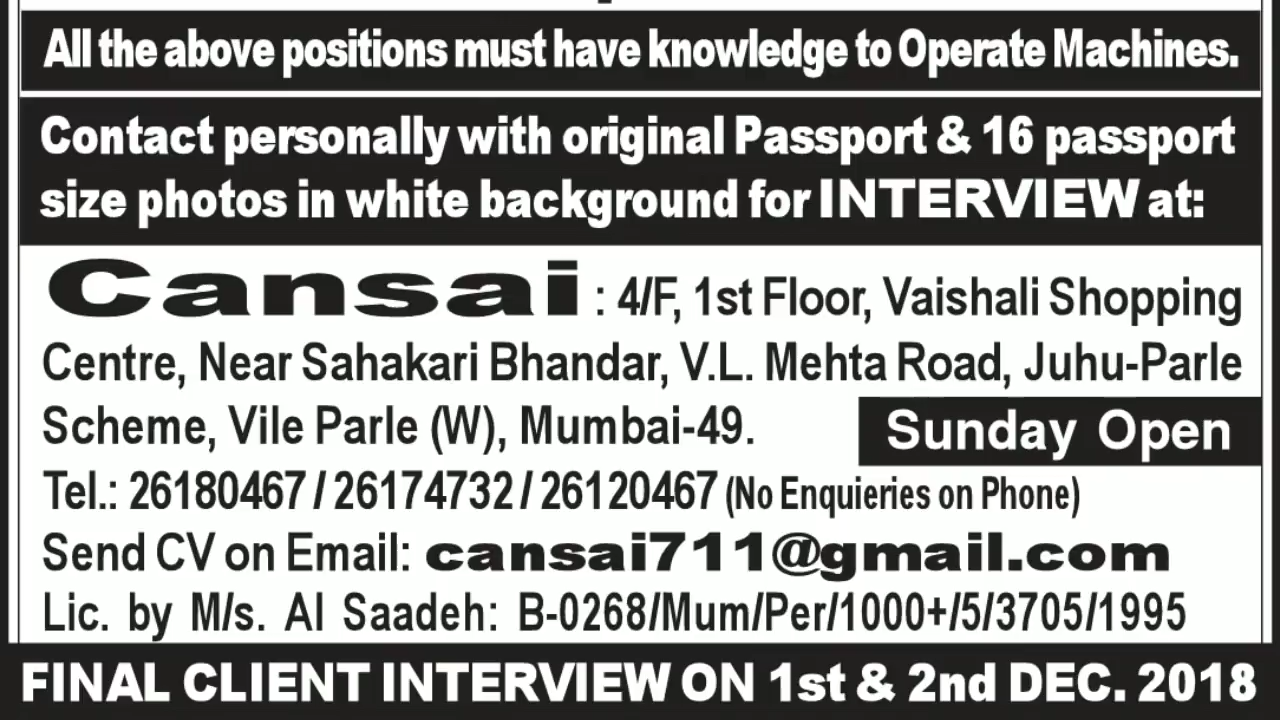 All the above positions must have knowledge to Operate Machines.
Contact personally with original Passport & 16 passport
size photos in white background for INTERVIEW at:
Cansai : 4/F, 1st Floor, Vaishali Shopping
Centre, Near Sahakari Bhandar, V.L. Mehta Road, Juhu-Parle
Scheme, Vile Parle (W), Mumbai-49. Sunday Open
Tel.: 26180467 / 26174732 / 26120467 (No Enquieries on Phone)
Send CV on Email: cansai711@gmail.com
Lic. by M/s. Al Saadeh: B-0268/Mum/Per/1000+/5/3705/1995
FINAL CLIENT INTERVIEW ON 1st & 2nd DEC. 2018